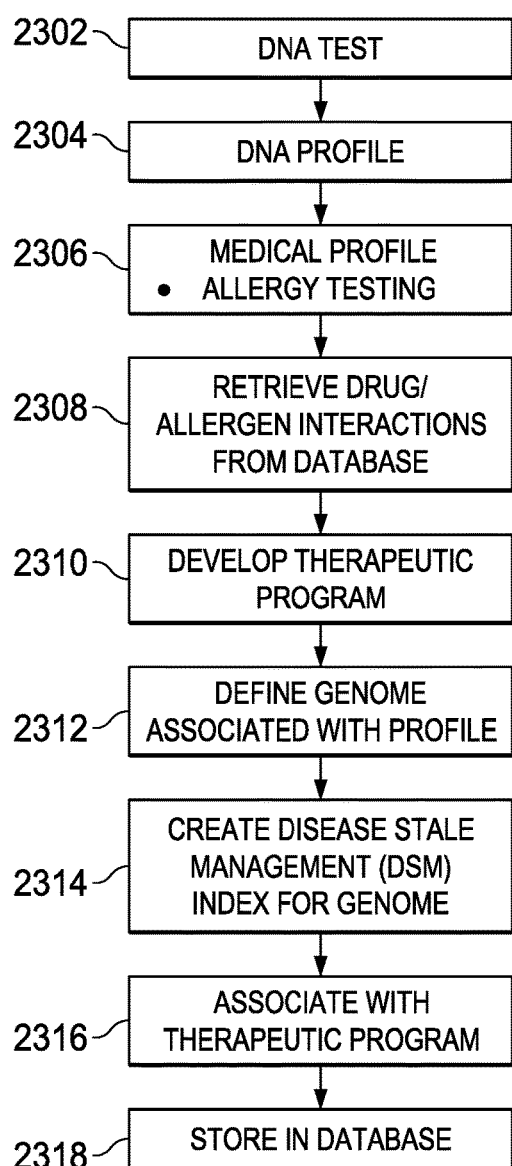 2302
DNA TEST
2304
DNA PROFILE
2306
MEDICAL PROFILE
• ALLERGY TESTING
2308
RETRIEVE DRUG/
ALLERGEN INTERACTIONS
FROM DATABASE
2310
DEVELOP THERAPEUTIC
PROGRAM
2312
DEFINE GENOME
ASSOCIATED WITH PROFILE
2314
CREATE DISEASE STALE
MANAGEMENT (DSM)
INDEX FOR GENOME
2316
ASSOCIATE WITH
THERAPEUTIC PROGRAM
2318
STORE IN DATABASE